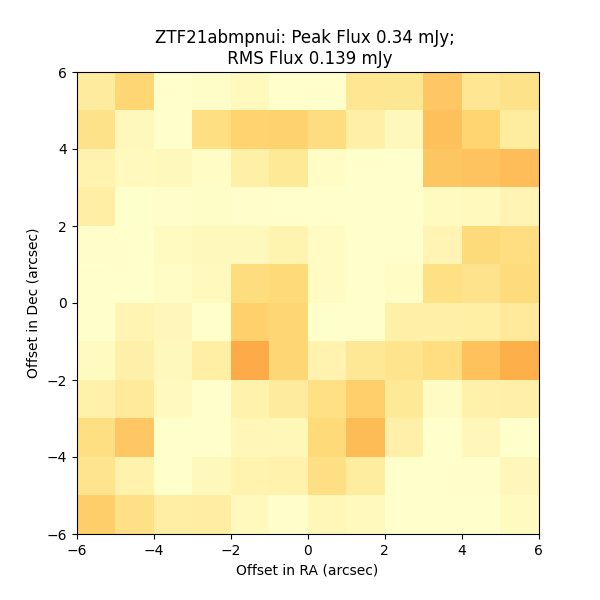 ZTF21abmpnui: Peak Flux 0.34 mJy;
RMS Flux 0.139 mJy
6
4
2
0
−2
−4
−6
Offset in Dec (arcsec)
−6 −4 −2 0 2 4 6
Offset in RA (arcsec)